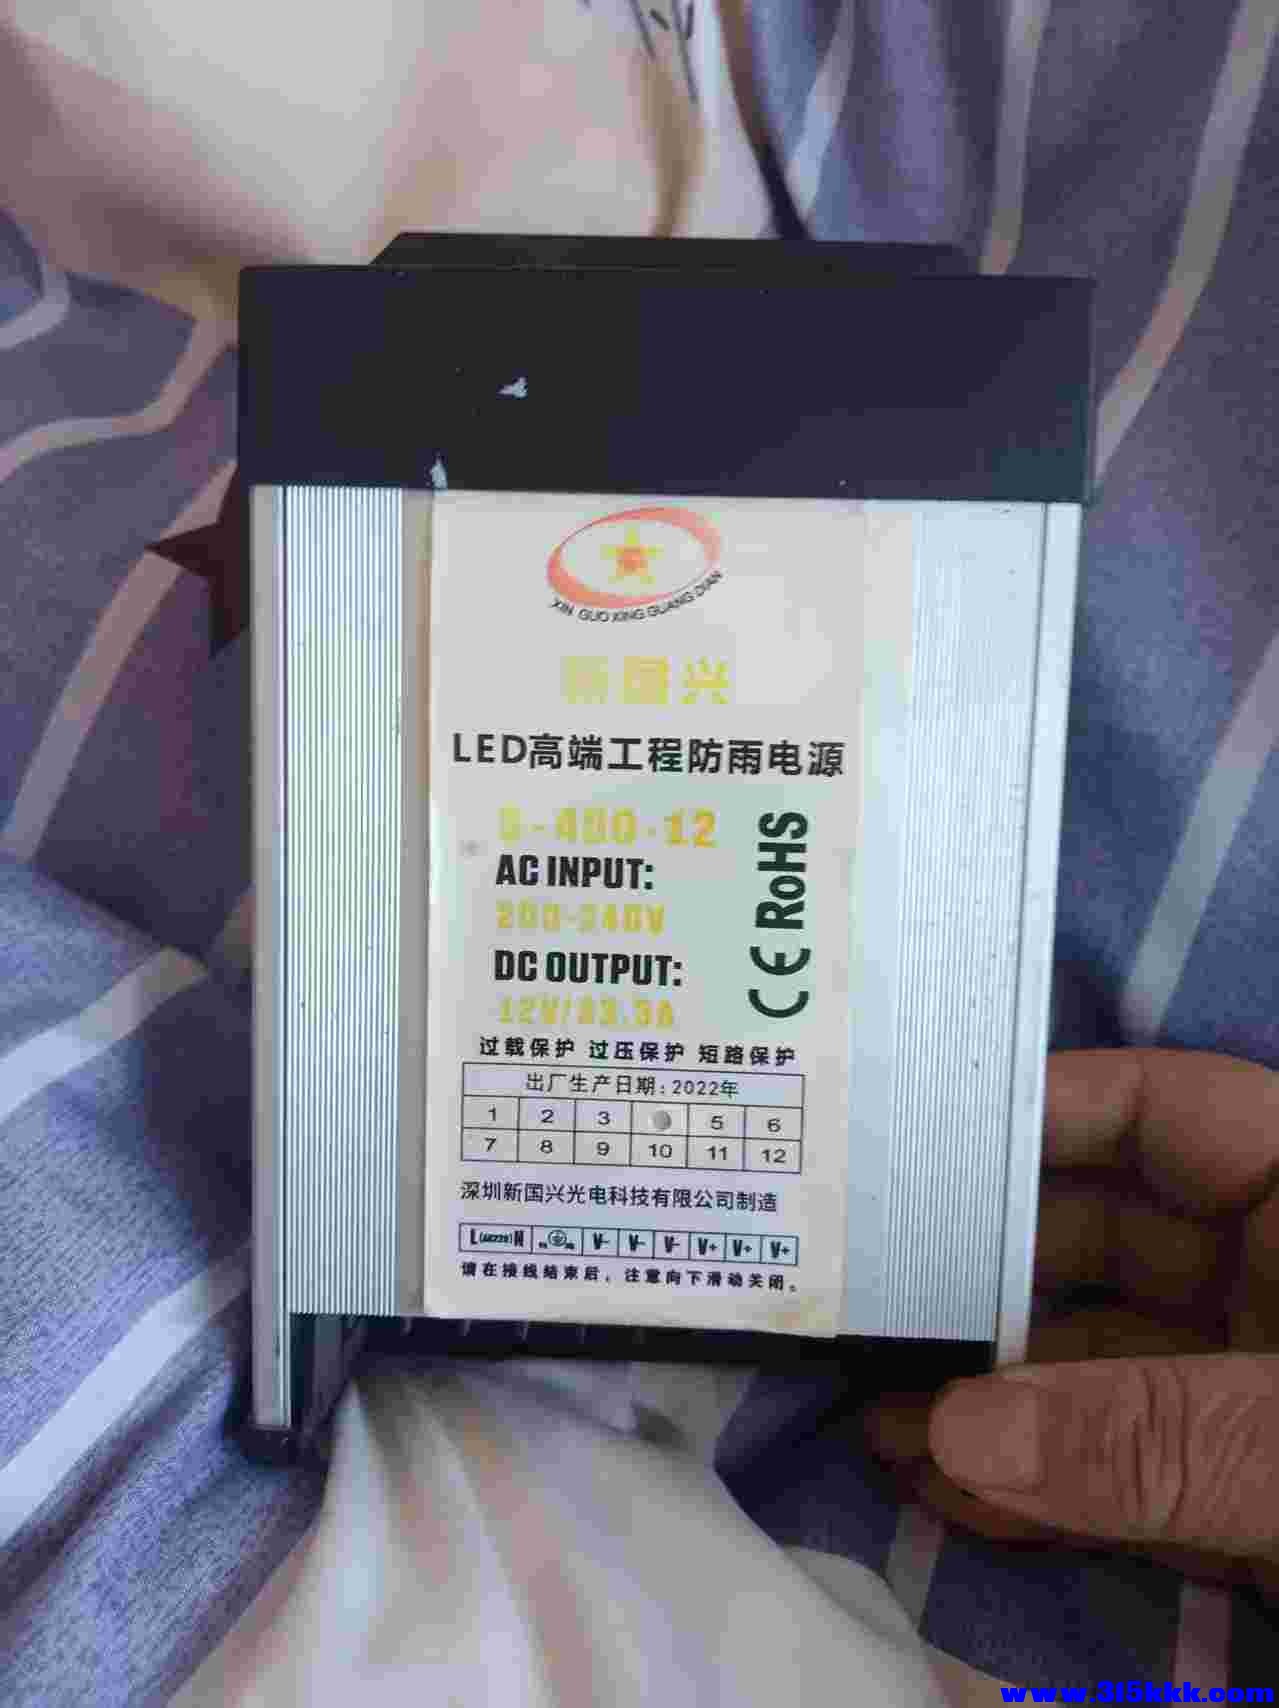 XIN GUO XING GUANG DIAN
新国兴
LED高端工程防雨电源
S-400-12
AC INPUT:
200-240V
DC OUTPUT:
12V/33.3A
CE RoHS
过载保护 过压保护 短路保护
出厂生产日期:2022年
1 2 3 5 6
7 8 9 10 11 12
深圳新国兴光电科技有限公司制造
L(AC220)N V- V- V- V+ V+ V+
请在接线结束后，注意向下滑动关闭。
www.315kkk.com